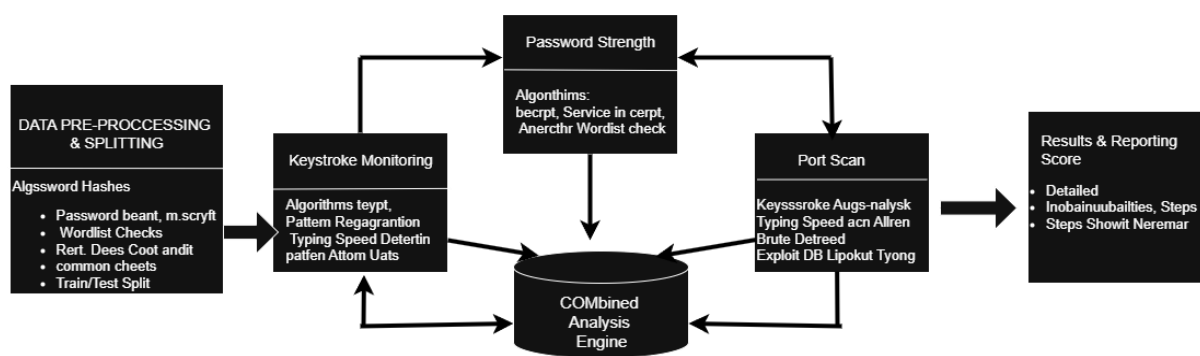 DATA PRE-PROCCESSING
& SPLITTING
Algssword Hashes
Password beant, m.scryft
Wordlist Checks
Rert. Dees Coot andit
common cheets
Train/Test Split
Keystroke Monitoring
Algorithms teypt,
Pattem Regagrantion
Typing Speed Detertin
patfen Attom Uats
Password Strength
Algonthims:
becrpt, Service in cerpt,
Anercthr Wordist check
COMbined
Analysis
Engine
Port Scan
Keysssroke Augs-nalysk
Typing Speed acn Allren
Brute Detreed
Exploit DB Lipokut Tyong
Results & Reporting
Score
Detailed
Inobainuubailties, Steps
Steps Showit Neremar